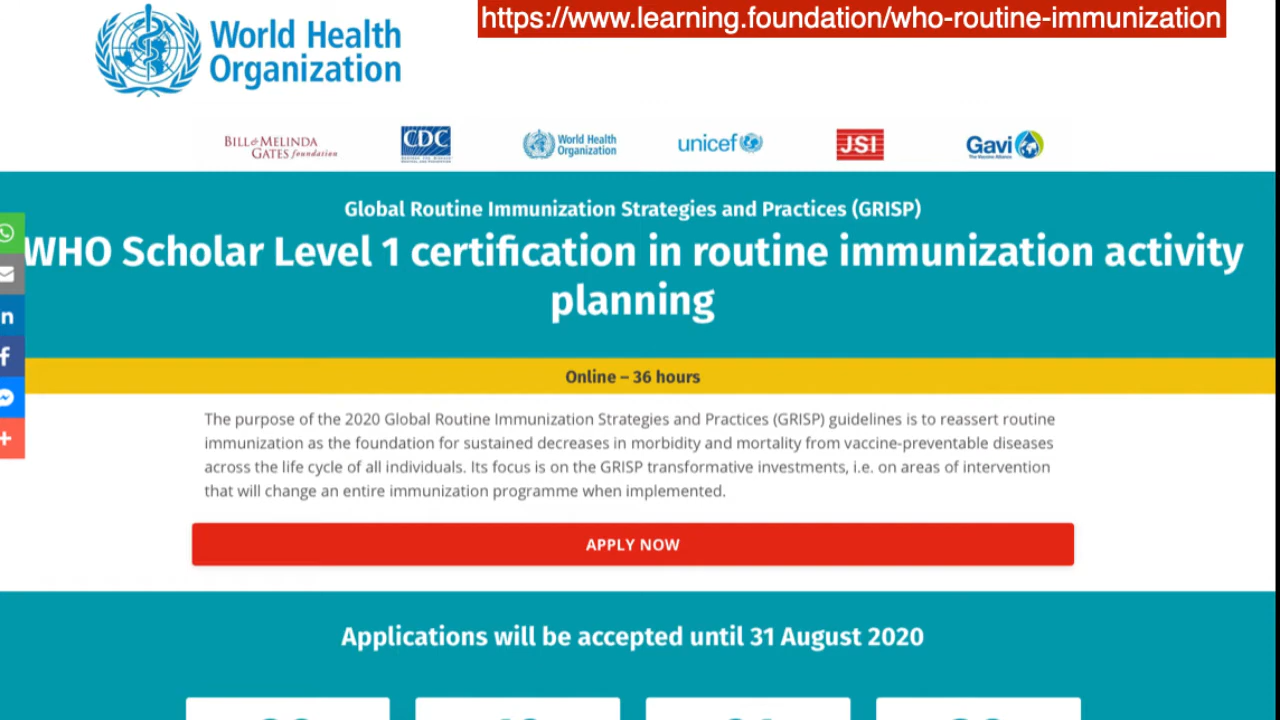 https://www.learning.foundation/who-routine-immunization
World Health
Organization
BILL & MELINDA
GATES foundation
CDC
World Health
Organization
unicef
JSI
Gavi
The Vaccine Alliance
Global Routine Immunization Strategies and Practices (GRISP)
WHO Scholar Level 1 certification in routine immunization activity
planning
Online – 36 hours
The purpose of the 2020 Global Routine Immunization Strategies and Practices (GRISP) guidelines is to reassert routine
immunization as the foundation for sustained decreases in morbidity and mortality from vaccine-preventable diseases
across the life cycle of all individuals. Its focus is on the GRISP transformative investments, i.e. on areas of intervention
that will change an entire immunization programme when implemented.
APPLY NOW
Applications will be accepted until 31 August 2020